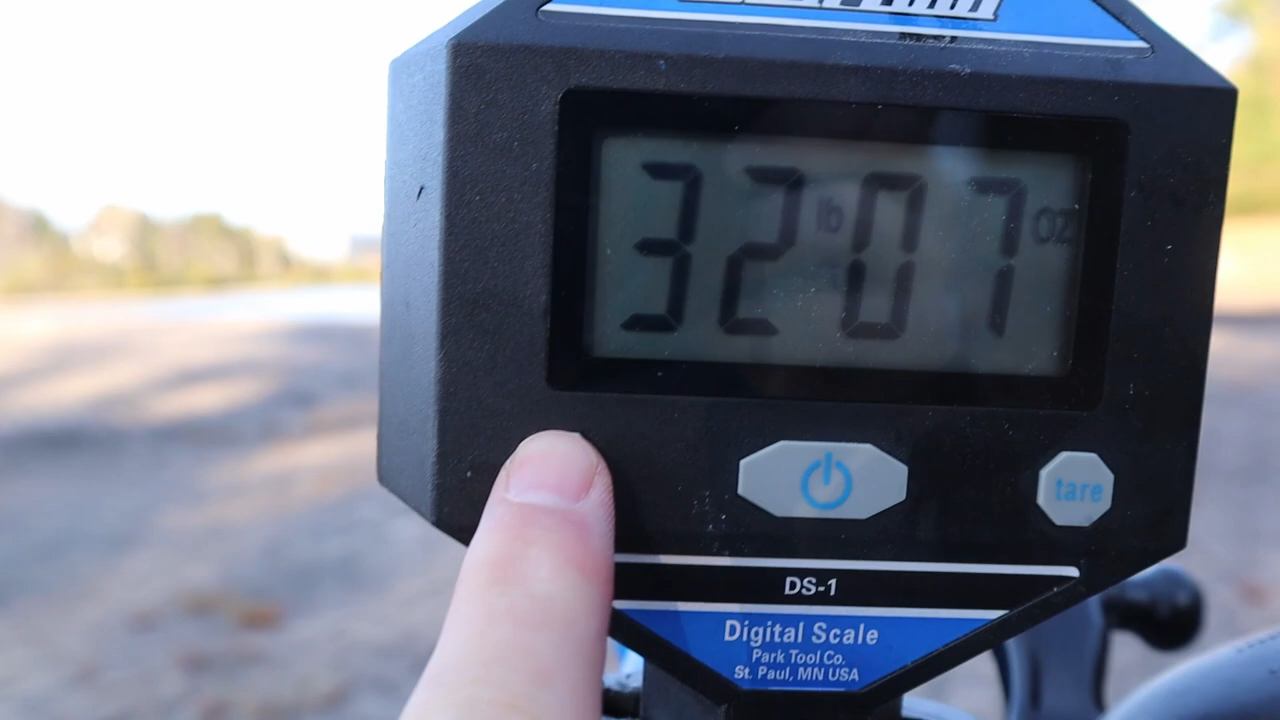 32 lb 07 oz
tare
DS-1
Digital Scale
Park Tool Co.
St. Paul, MN USA